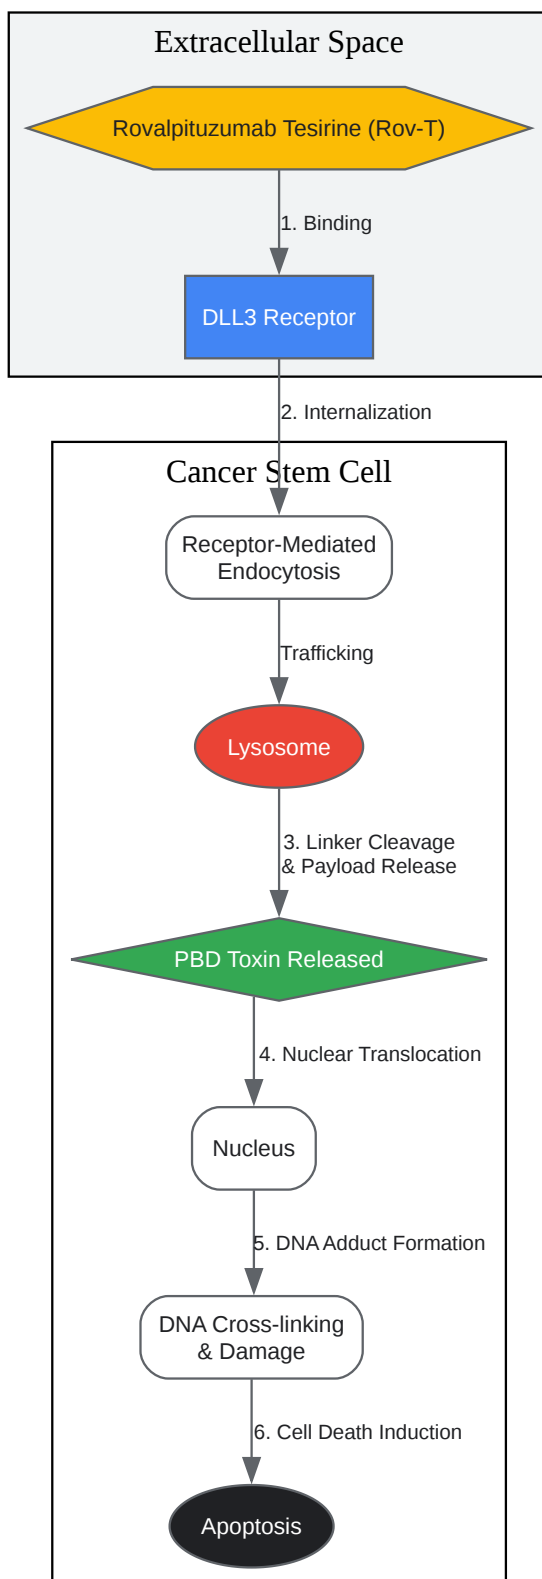 Extracellular Space
Rovalpituzumab Tesirine (Rov-T)
1. Binding
DLL3 Receptor
2. Internalization
Cancer Stem Cell
Receptor-Mediated
Endocytosis
Trafficking
Lysosome
3. Linker Cleavage
& Payload Release
PBD Toxin Released
4. Nuclear Translocation
Nucleus
5. DNA Adduct Formation
DNA Cross-linking
& Damage
6. Cell Death Induction
Apoptosis